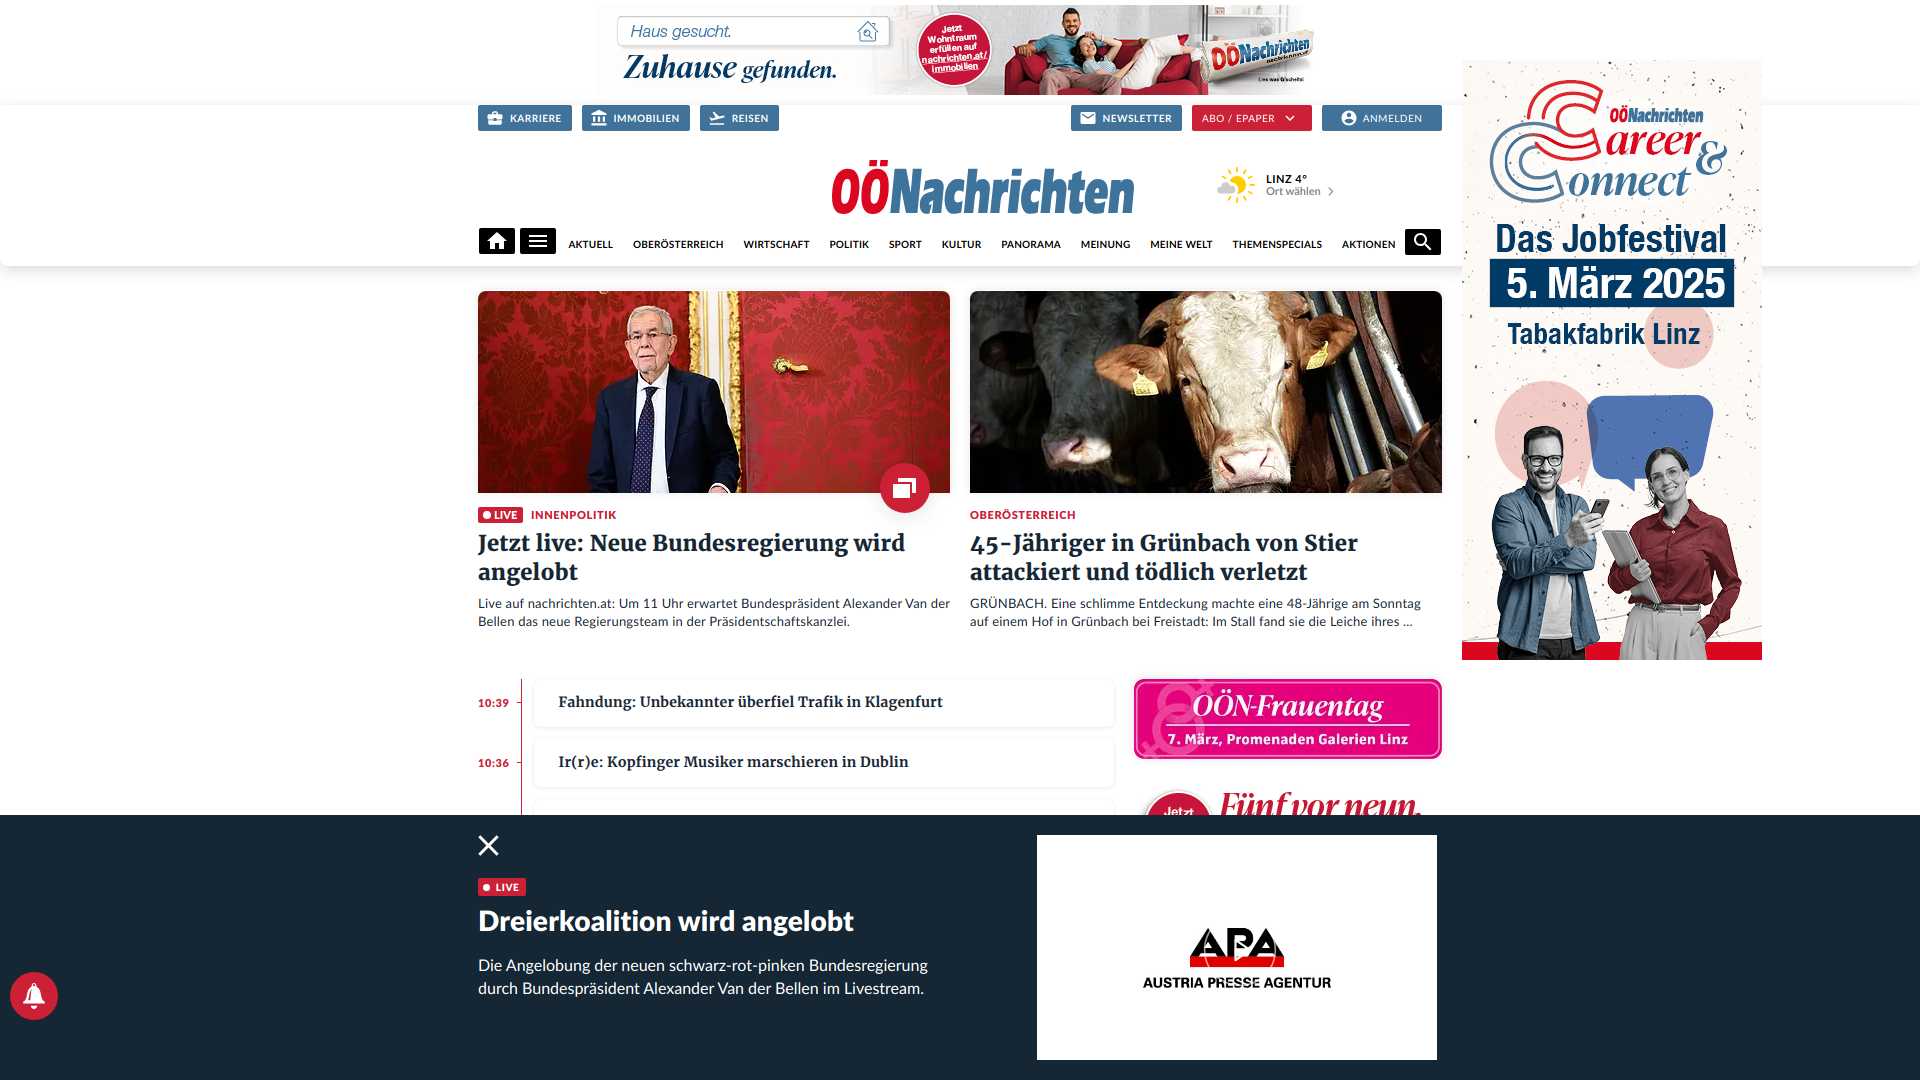 Haus gesucht.
Zuhause gefunden.
Jetzt
Wohntraum
erfüllen auf
nachrichten.at/
immobilien
OÖNachrichten
Lies was G'scheits!
KARRIERE
IMMOBILIEN
REISEN
NEWSLETTER
ABO / EPAPER
ANMELDEN
OÖNachrichten
LINZ 4°
Ort wählen
AKTUELL
OBERÖSTERREICH
WIRTSCHAFT
POLITIK
SPORT
KULTUR
PANORAMA
MEINUNG
MEINE WELT
THEMENSPECIALS
AKTIONEN
OÖNachrichten
Career &
Connect
Das Jobfestival
5. März 2025
Tabakfabrik Linz
LIVE INNENPOLITIK
Jetzt live: Neue Bundesregierung wird
angelobt
Live auf nachrichten.at: Um 11 Uhr erwartet Bundespräsident Alexander Van der
Bellen das neue Regierungsteam in der Präsidentschaftskanzlei.
OBERÖSTERREICH
45-Jähriger in Grünbach von Stier
attackiert und tödlich verletzt
GRÜNBACH. Eine schlimme Entdeckung machte eine 48-Jährige am Sonntag
auf einem Hof in Grünbach bei Freistadt: Im Stall fand sie die Leiche ihres ...
10:39 Fahndung: Unbekannter überfiel Trafik in Klagenfurt
10:36 Ir(r)e: Kopfinger Musiker marschieren in Dublin
OÖN-Frauentag
7. März, Promenaden Galerien Linz
Jetzt
Fünf vor neun.
LIVE
Dreierkoalition wird angelobt
Die Angelobung der neuen schwarz-rot-pinken Bundesregierung
durch Bundespräsident Alexander Van der Bellen im Livestream.
APA
AUSTRIA PRESSE AGENTUR